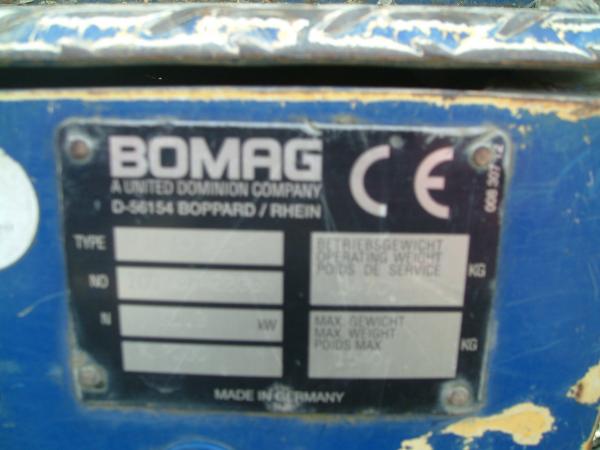 BOMAG
A UNITED DOMINION COMPANY
D-56154 BOPPARD / RHEIN
CE
TYPE
NO
N
kW
BETRIEBSGEWICHT
OPERATING WEIGHT
POIDS DE SERVICE
KG
MAX. GEWICHT
MAX. WEIGHT
POIDS MAX
KG
MADE IN GERMANY